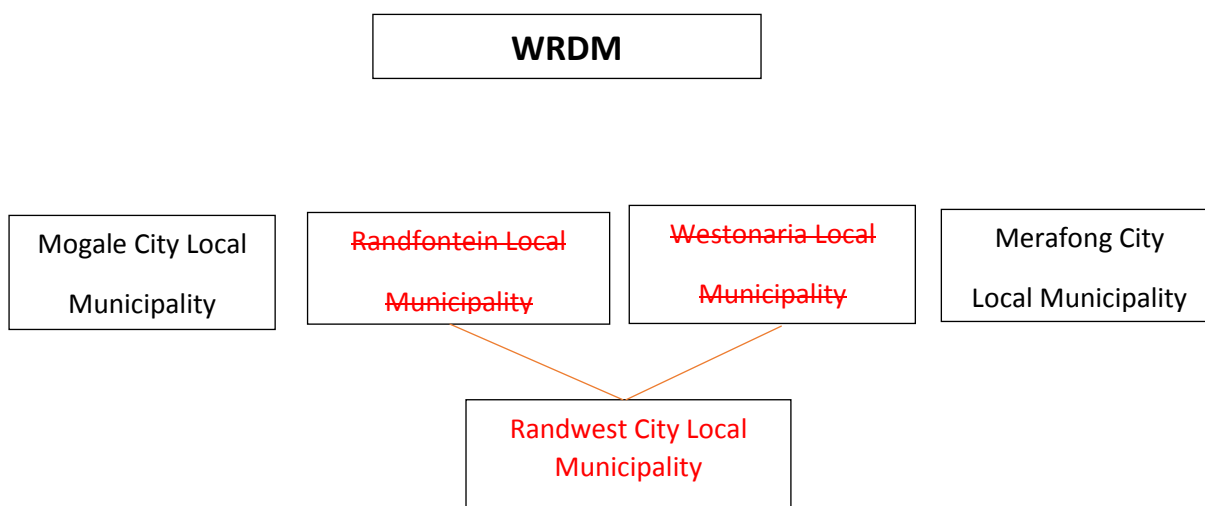 WRDM
Mogale City Local
Municipality
Randfontein Local
Municipality
Westonaria Local
Municipality
Merafong City
Local Municipality
Randwest City Local
Municipality